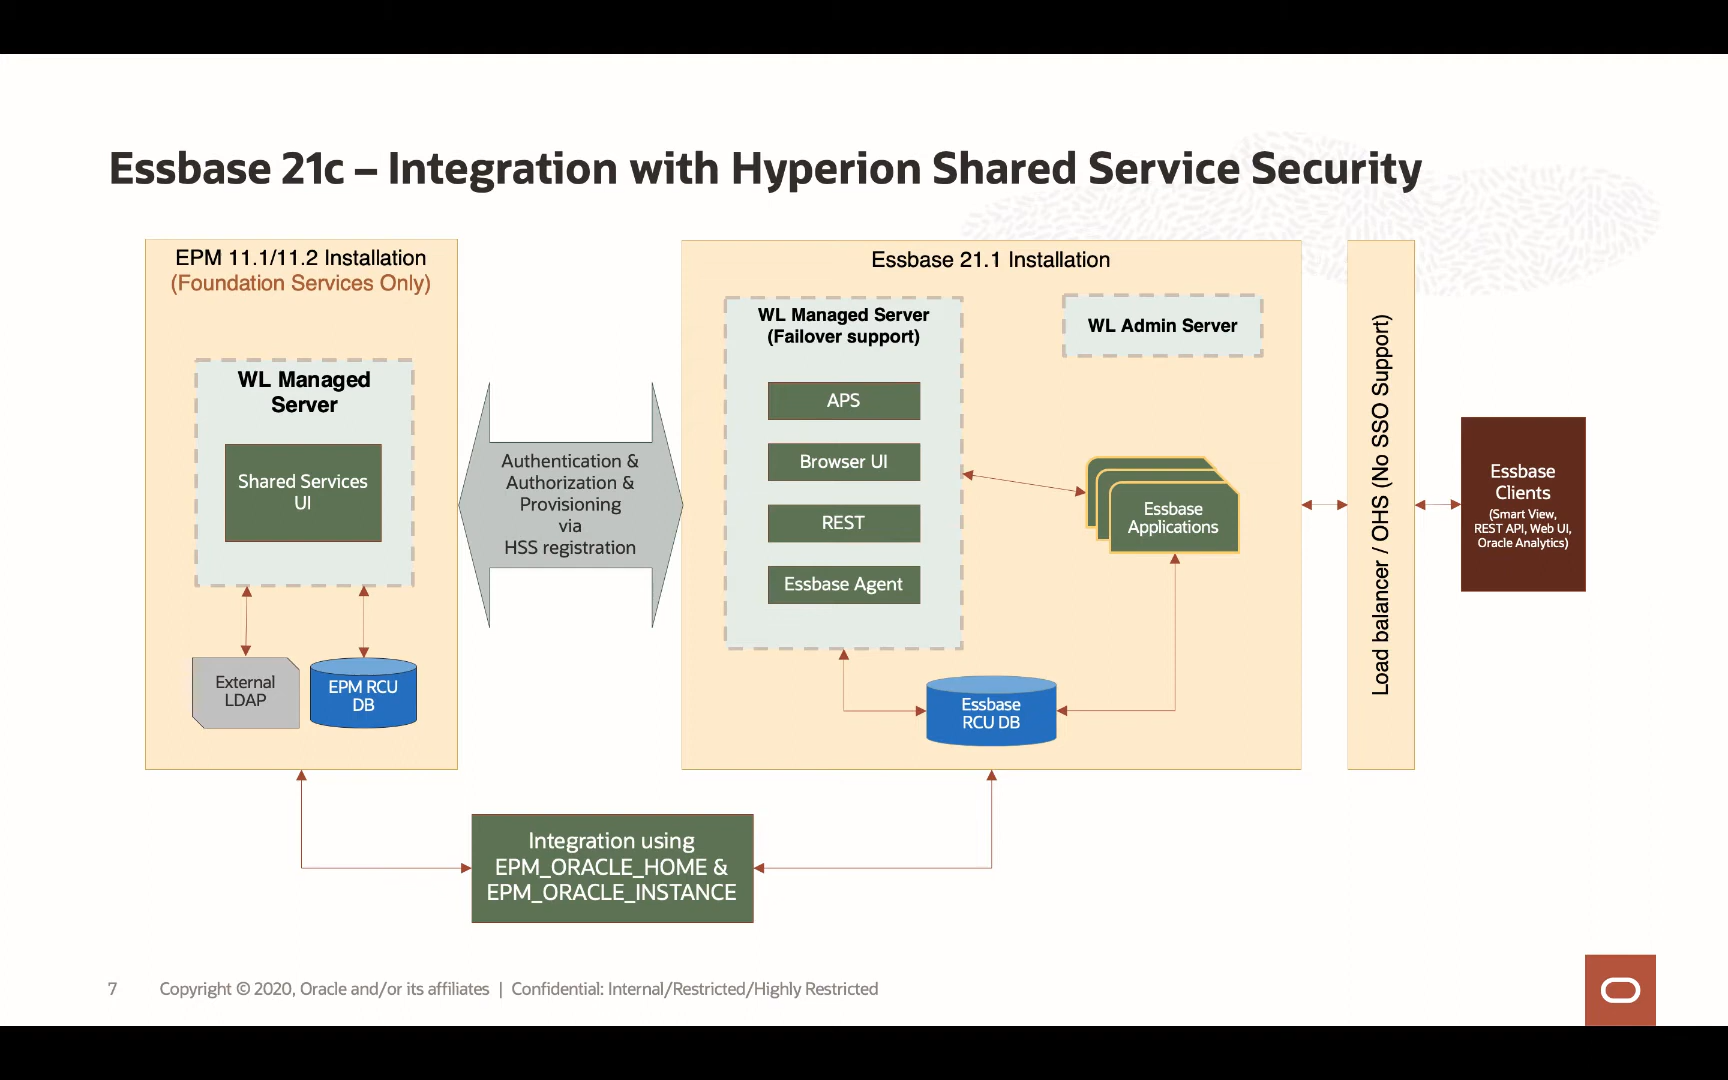 Essbase 21c – Integration with Hyperion Shared Service Security
EPM 11.1/11.2 Installation
(Foundation Services Only)
WL Managed
Server
Shared Services
UI
External
LDAP
EPM RCU
DB
Authentication &
Authorization &
Provisioning
via
HSS registration
Essbase 21.1 Installation
WL Managed Server
(Failover support)
APS
Browser UI
REST
Essbase Agent
WL Admin Server
Essbase
Applications
Essbase
RCU DB
Load balancer / OHS (No SSO Support)
Essbase
Clients
(Smart View,
REST API, Web UI,
Oracle Analytics)
Integration using
EPM_ORACLE_HOME &
EPM_ORACLE_INSTANCE
7
Copyright © 2020, Oracle and/or its affiliates | Confidential: Internal/Restricted/Highly Restricted